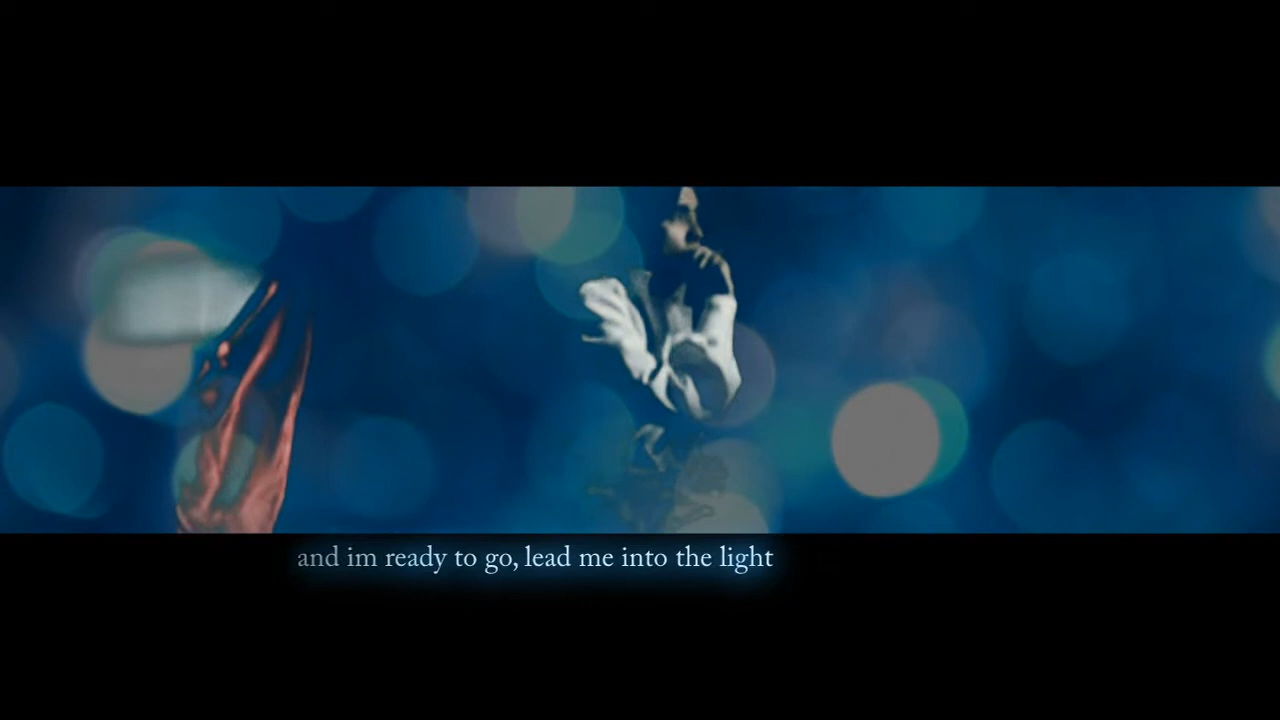 and im ready to go, lead me into the light